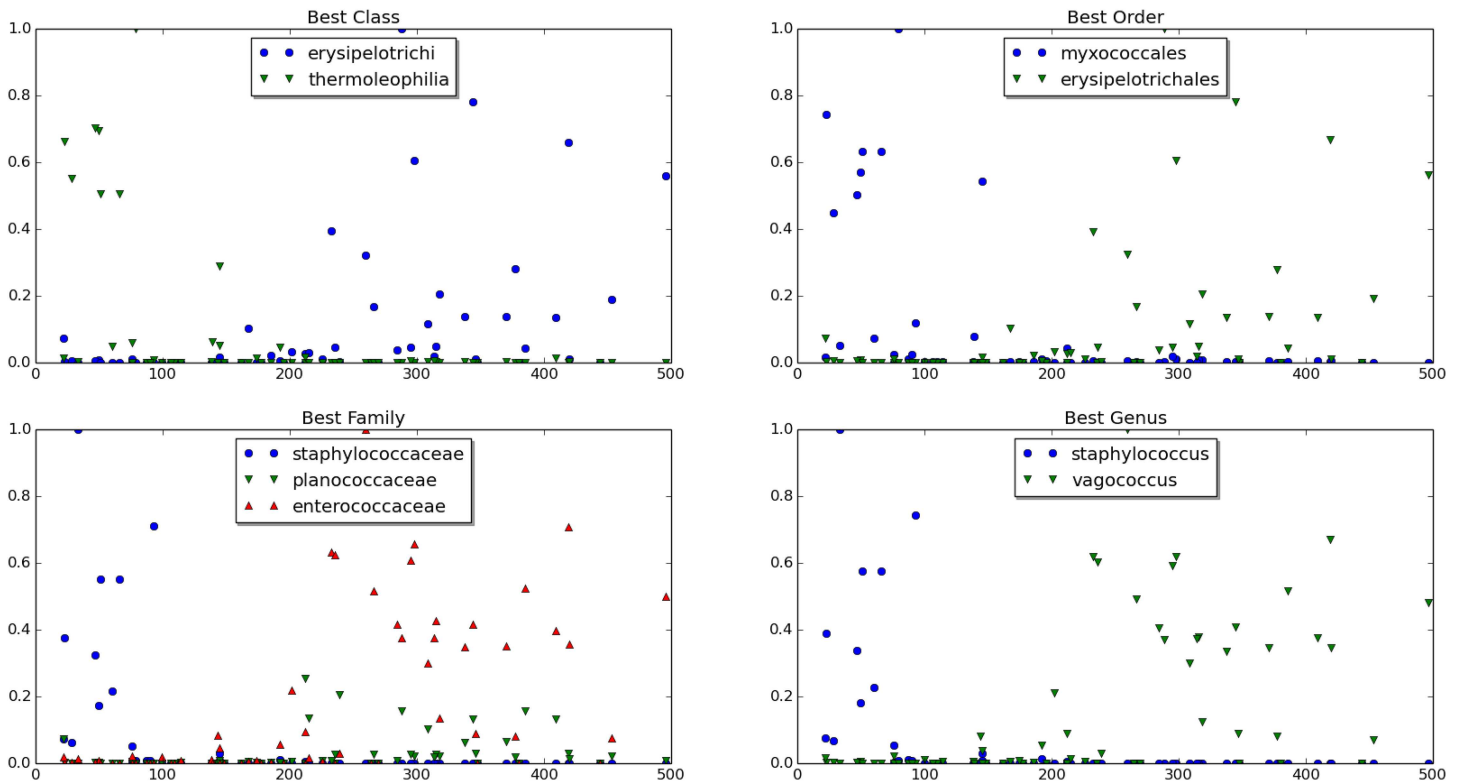 Best Class
1.0
0.8
0.6
0.4
0.2
0.0
erysipelotrichi
thermoleophilia
0 100 200 300 400 500
Best Order
1.0
0.8
0.6
0.4
0.2
0.0
myxococcales
erysipelotrichales
0 100 200 300 400 500
Best Family
1.0
0.8
0.6
0.4
0.2
0.0
staphylococcaceae
planococcaceae
enterococcaceae
0 100 200 300 400 500
Best Genus
1.0
0.8
0.6
0.4
0.2
0.0
staphylococcus
vagococcus
0 100 200 300 400 500